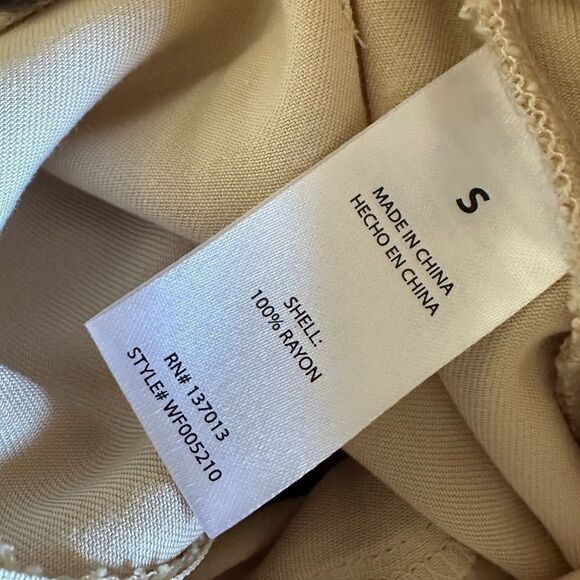 S
MADE IN CHINA
HECHO EN CHINA
SHELL:
100% RAYON
RN# 137013
STYLE# WF005210